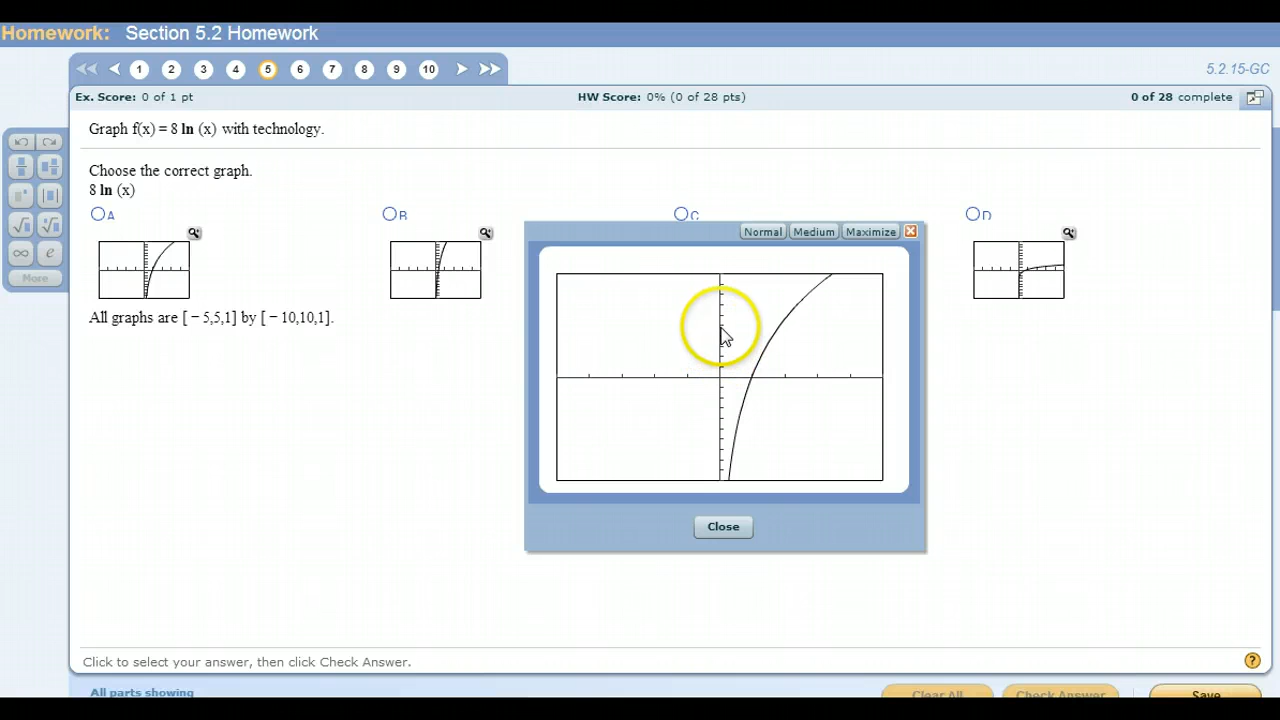 Homework: Section 5.2 Homework
1 2 3 4 5 6 7 8 9 10
5.2.15-GC
Ex. Score: 0 of 1 pt
HW Score: 0% (0 of 28 pts)
0 of 28 complete
Graph f(x) = 8 ln (x) with technology.
Choose the correct graph.
8 ln (x)
A
B
C
D
Normal Medium Maximize
All graphs are [ − 5,5,1] by [ − 10,10,1].
e
More
Close
Click to select your answer, then click Check Answer.
?
All parts showing
Clear All
Check Answer
Save